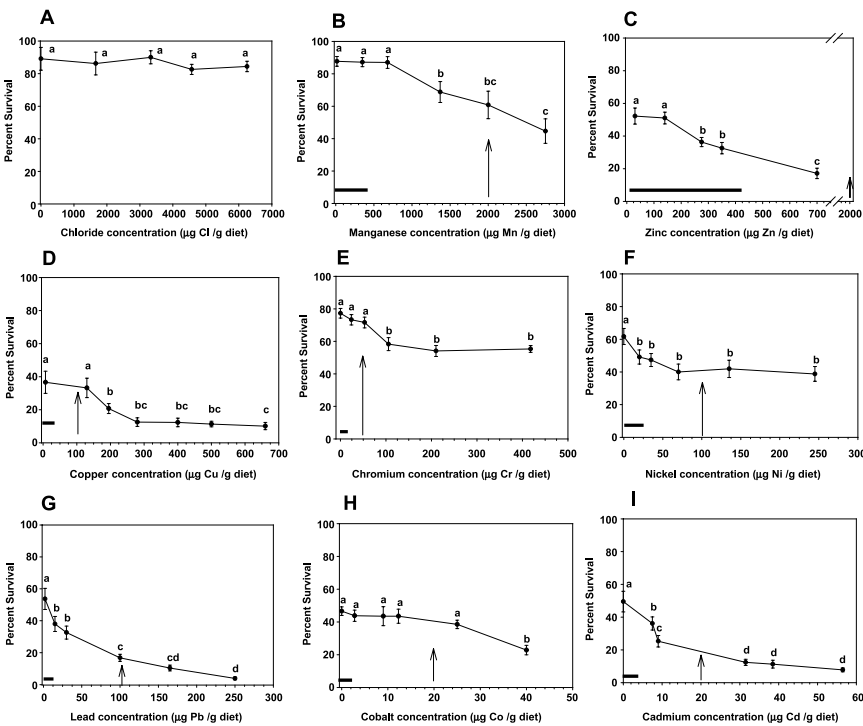 A
a a a a a
Percent Survival
100
80
60
40
20
0
0 1000 2000 3000 4000 5000 6000 7000
Chloride concentration (µg Cl /g diet)
B
a a a b bc c
Percent Survival
100
80
60
40
20
0
0 500 1000 1500 2000 2500 3000
Manganese concentration (µg Mn /g diet)
C
a a b b c
Percent Survival
100
80
60
40
20
0
0 100 200 300 400 500 600 700 2000
Zinc concentration (µg Zn /g diet)
D
a a b bc bc bc c
Percent Survival
100
80
60
40
20
0
0 100 200 300 400 500 600 700
Copper concentration (µg Cu /g diet)
E
a a a b b b
Percent Survival
100
80
60
40
20
0
0 100 200 300 400 500
Chromium concentration (µg Cr /g diet)
F
a b b b b b
Percent Survival
100
80
60
40
20
0
0 50 100 150 200 250 300
Nickel concentration (µg Ni /g diet)
G
a b b c cd d
Percent Survival
100
80
60
40
20
0
0 100 200 300
Lead concentration (µg Pb /g diet)
H
a a a a a b
Percent Survival
100
80
60
40
20
0
0 10 20 30 40 50
Cobalt concentration (µg Co /g diet)
I
a b c d d d
Percent Survival
100
80
60
40
20
0
0 10 20 30 40 50 60
Cadmium concentration (µg Cd /g diet)